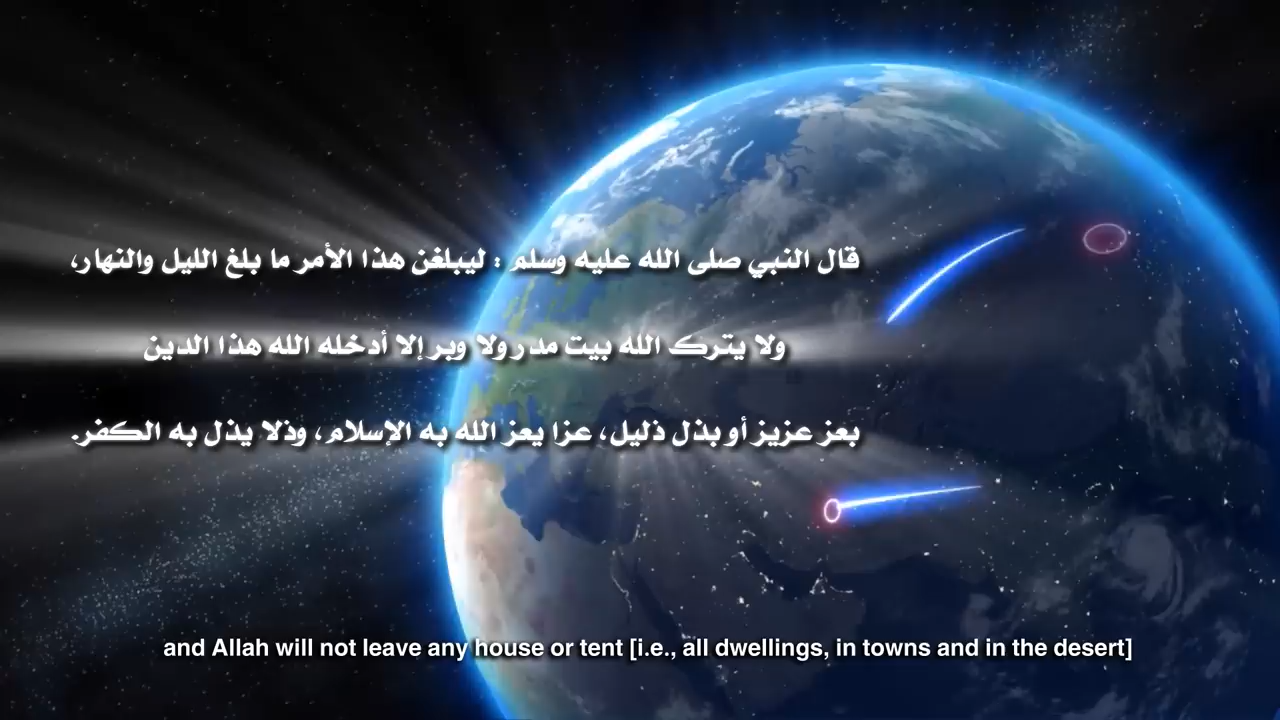 قال النبي صلى الله عليه وسلم : ليبلغن هذا الأمر ما بلغ الليل والنهار،
ولا يترك الله بيت مدر ولا وبر إلا أدخله الله هذا الدين
بعز عزيز أو بذل ذليل، عزا يعز الله به الإسلام، وذلا يذل به الكفر.
and Allah will not leave any house or tent [i.e., all dwellings, in towns and in the desert]